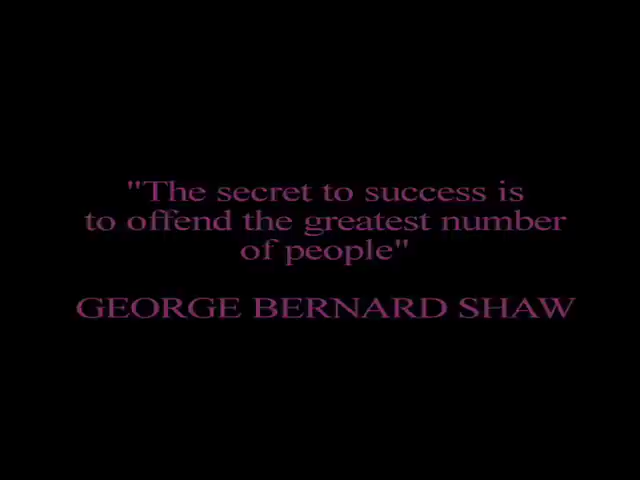 "The secret to success is
to offend the greatest number
of people"
GEORGE BERNARD SHAW